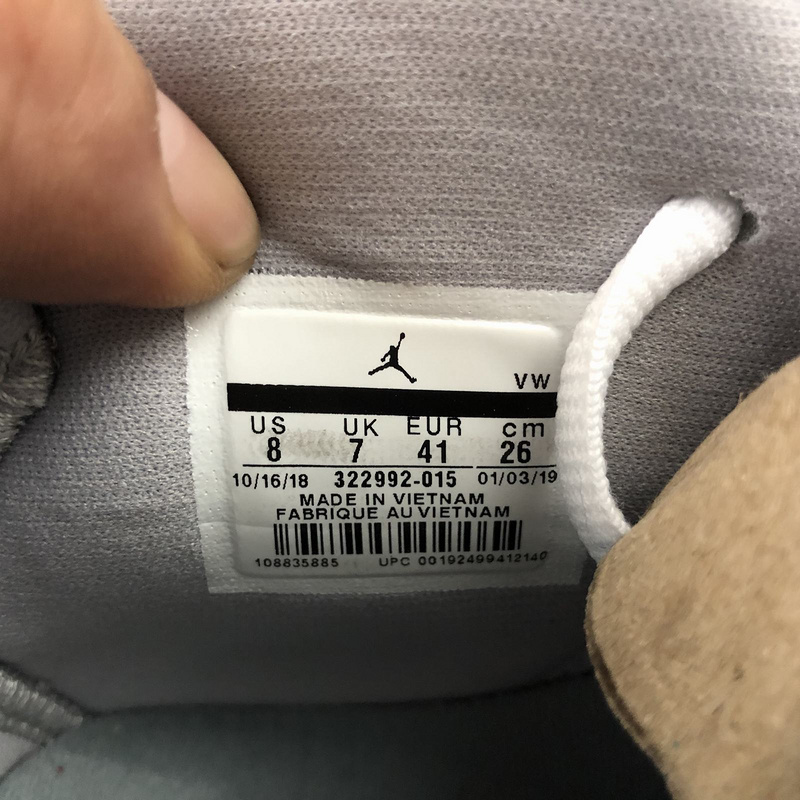 VW
US UK EUR cm
8 7 41 26
10/16/18 322992-015 01/03/19
MADE IN VIETNAM
FABRIQUE AU VIETNAM
108835885 UPC 00192499412140